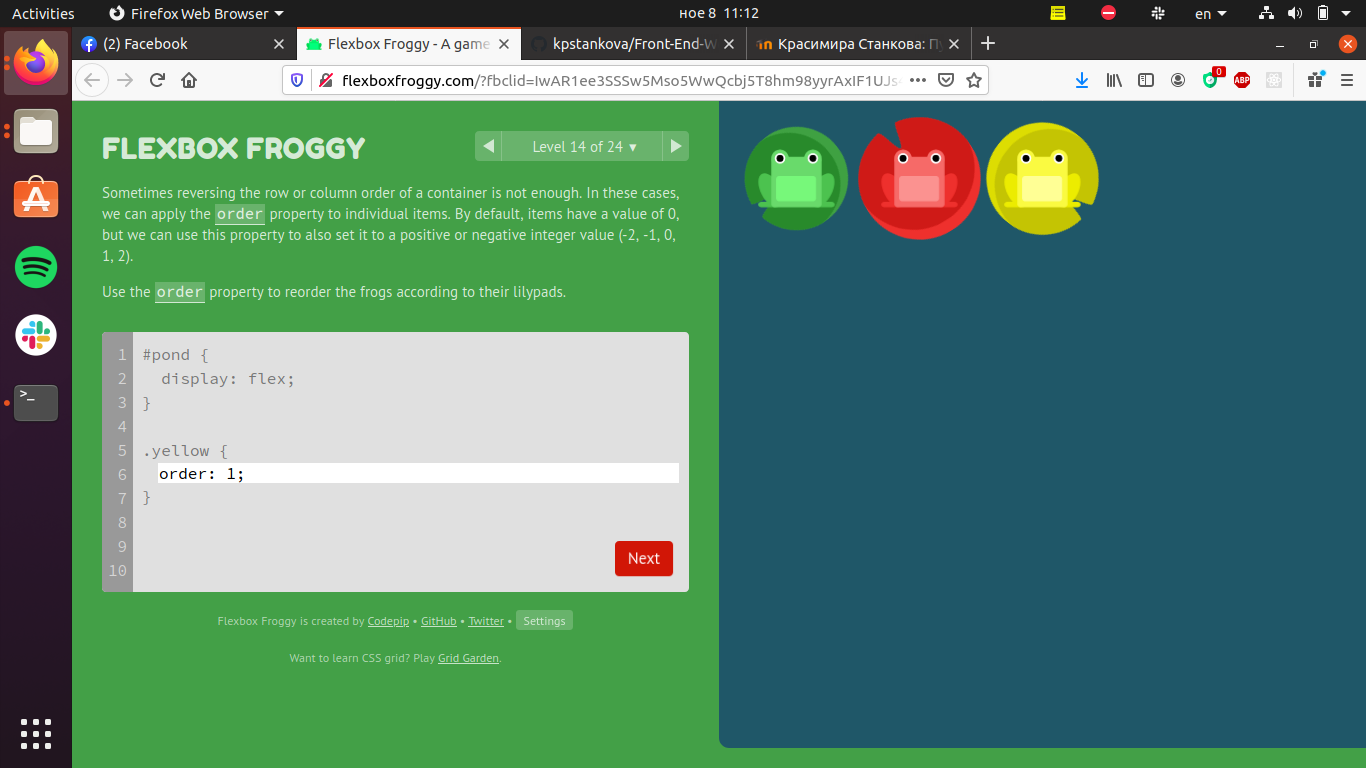 Activities
Firefox Web Browser
ное 8 11:12
en
(2) Facebook
Flexbox Froggy - A game
kpstankova/Front-End-W
Красимира Станкова: П
flexboxfroggy.com/?fbclid=IwAR1ee3SSSw5Mso5WwQcbj5T8hm98yyrAxIF1UJs
0
ABP
FLEXBOX FROGGY
Level 14 of 24 ▾
Sometimes reversing the row or column order of a container is not enough. In these cases,
we can apply the order property to individual items. By default, items have a value of 0,
but we can use this property to also set it to a positive or negative integer value (-2, -1, 0,
1, 2).
Use the order property to reorder the frogs according to their lilypads.
1 #pond {
2 display: flex;
3 }
4
5 .yellow {
6 order: 1;
7 }
8
9
10
Next
Flexbox Froggy is created by Codepip • GitHub • Twitter • Settings
Want to learn CSS grid? Play Grid Garden.